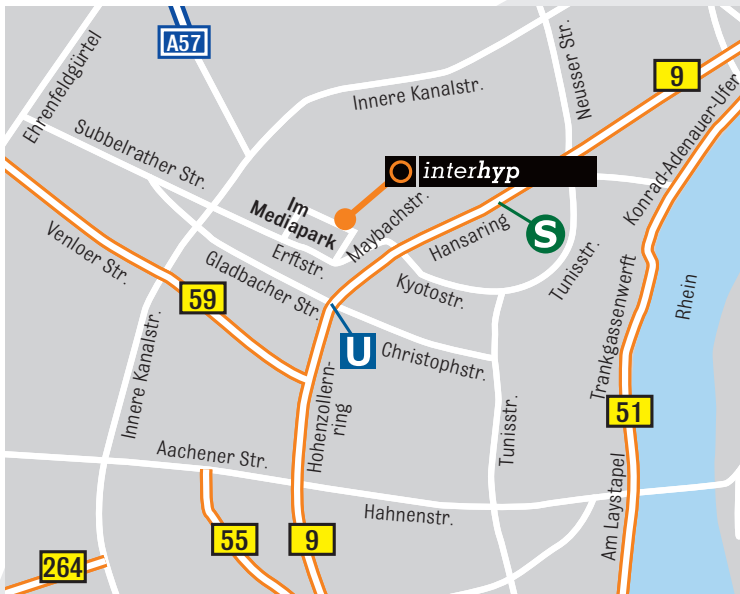 A57
Ehrenfeldgürtel
Innere Kanalstr.
Neusser Str.
9
Konrad-Adenauer-Ufer
Subbelrather Str.
interhyp
Im
Mediapark
Maybachstr.
Hansaring
S
Erftstr.
Venloer Str.
Gladbacher Str.
Kyotostr.
Tunisstr.
Trankgassenwerft
Rhein
59
U
Christophstr.
Innere Kanalstr.
Hohenzollern-
ring
51
Tunisstr.
Aachener Str.
Hahnenstr.
Am Laystapel
55
9
264